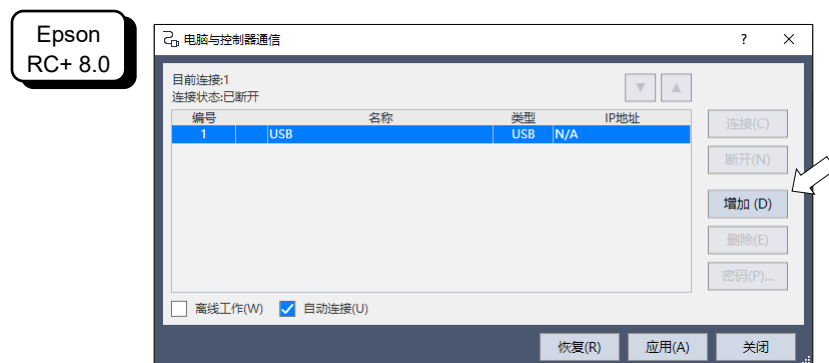 Epson
RC+ 8.0
电脑与控制器通信
?
×
目前连接:1
连接状态:已断开
▼ ▲
编号 名称 类型 IP地址
1 USB USB N/A
连接(C)
断开(N)
增加 (D)
删除(E)
密码(P)...
离线工作(W) 自动连接(U)
恢复(R) 应用(A) 关闭